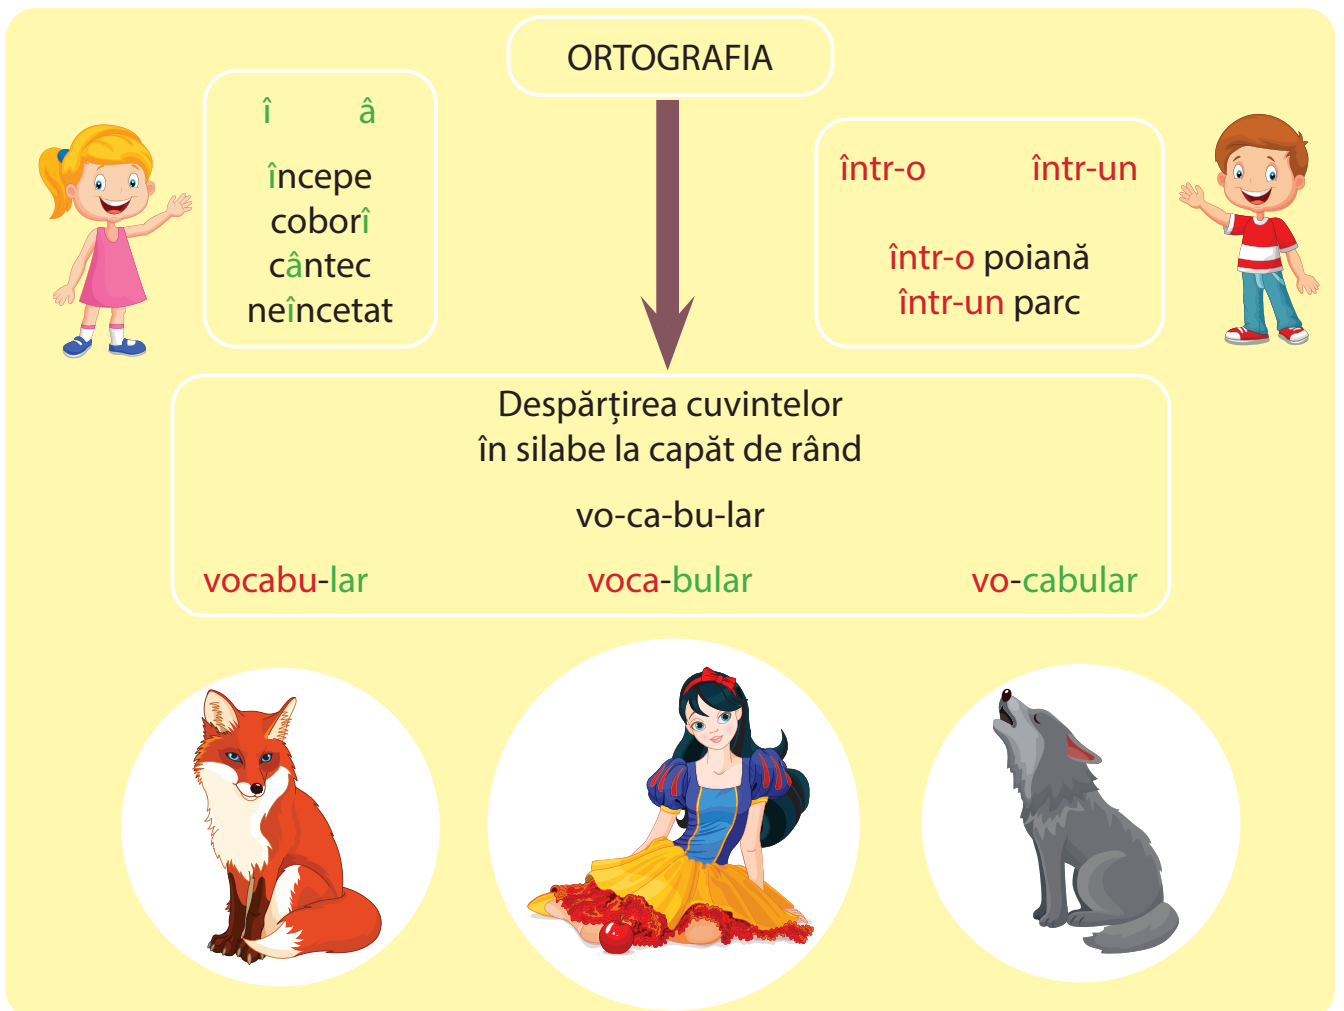 ORTOGRAFIA
î â
începe
coborî
cântec
neîncetat
într-o într-un
într-o poiană
într-un parc
Despărțirea cuvintelor
în silabe la capăt de rând
vo-ca-bu-lar
vocabu-lar voca-bular vo-cabular